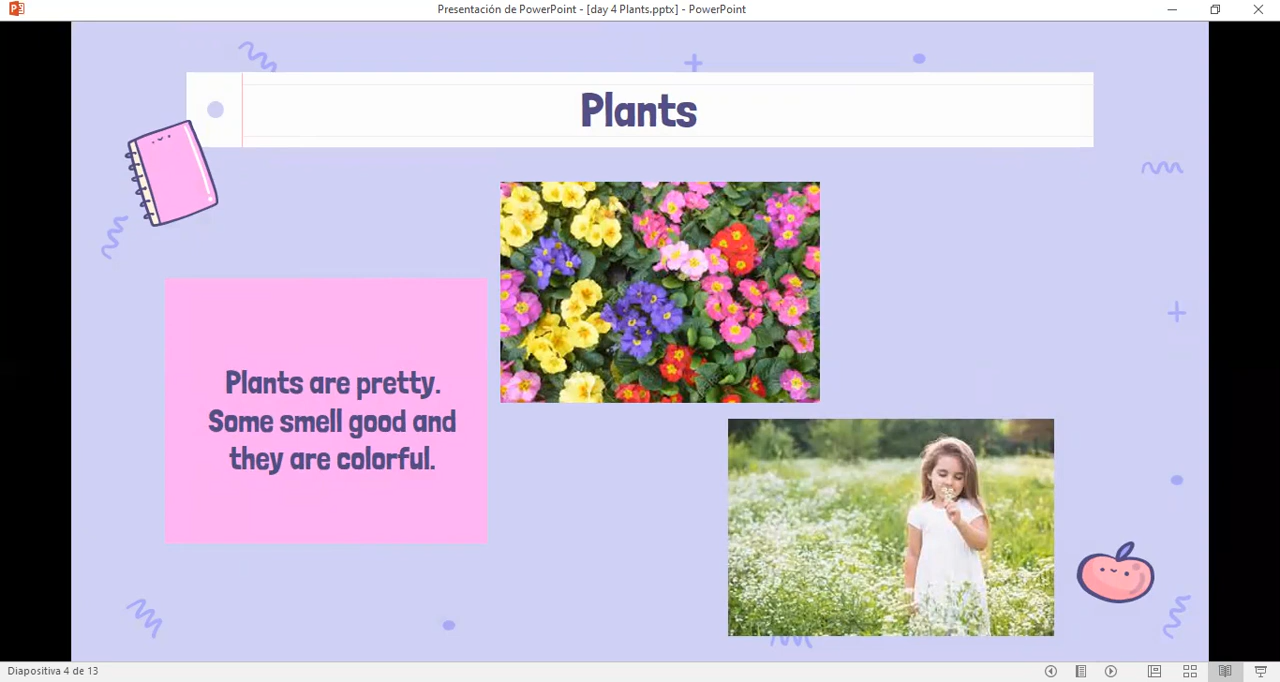 Presentación de PowerPoint - [day 4 Plants.pptx] - PowerPoint
Plants
Plants are pretty.
Some smell good and
they are colorful.
Diapositiva 4 de 13